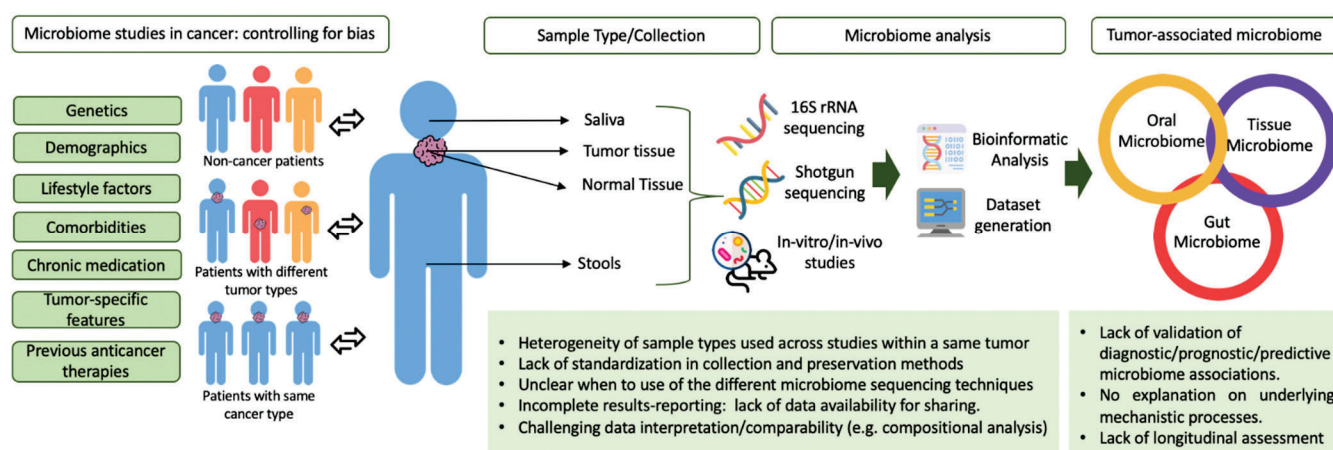 Microbiome studies in cancer: controlling for bias
Genetics
Demographics
Lifestyle factors
Comorbidities
Chronic medication
Tumor-specific
features
Previous anticancer
therapies
Non-cancer patients
Patients with different
tumor types
Patients with same
cancer type
Sample Type/Collection
Saliva
Tumor tissue
Normal Tissue
Stools
Microbiome analysis
16S rRNA
sequencing
Shotgun
sequencing
In-vitro/in-vivo
studies
Bioinformatic
Analysis
Dataset
generation
Tumor-associated microbiome
Oral
Microbiome
Tissue
Microbiome
Gut
Microbiome
• Heterogeneity of sample types used across studies within a same tumor
• Lack of standardization in collection and preservation methods
• Unclear when to use of the different microbiome sequencing techniques
• Incomplete results-reporting: lack of data availability for sharing.
• Challenging data interpretation/comparability (e.g. compositional analysis)
• Lack of validation of
diagnostic/prognostic/predictive
microbiome associations.
• No explanation on underlying
mechanistic processes.
• Lack of longitudinal assessment